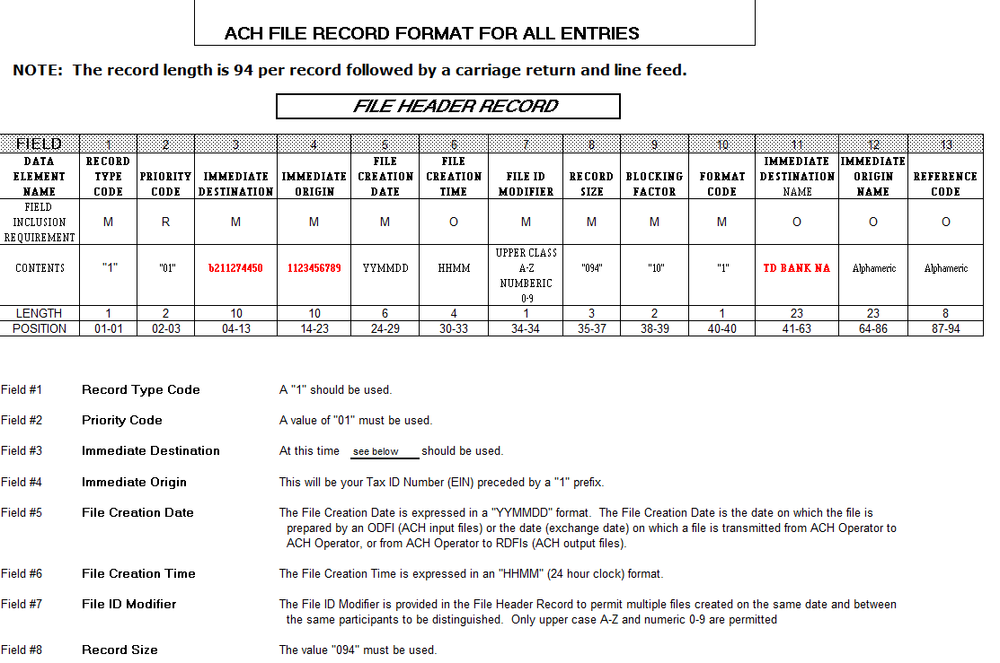 ACH FILE RECORD FORMAT FOR ALL ENTRIES
NOTE: The record length is 94 per record followed by a carriage return and line feed.
FILE HEADER RECORD
FIELD 1 2 3 4 5 6 7 8 9 10 11 12 13
DATA ELEMENT NAME RECORD TYPE CODE PRIORITY CODE IMMEDIATE DESTINATION IMMEDIATE ORIGIN FILE CREATION DATE FILE CREATION TIME FILE ID MODIFIER RECORD SIZE BLOCKING FACTOR FORMAT CODE IMMEDIATE DESTINATION NAME IMMEDIATE ORIGIN NAME REFERENCE CODE
FIELD INCLUSION REQUIREMENT M R M M M O M M M M O O O
CONTENTS "1" "01" b211274450 1123456789 YYMMDD HHMM UPPER CLASS A-Z NUMBERIC 0-9 "094" "10" "1" TD BANK NA Alphameric Alphameric
LENGTH 1 2 10 10 6 4 1 3 2 1 23 23 8
POSITION 01-01 02-03 04-13 14-23 24-29 30-33 34-34 35-37 38-39 40-40 41-63 64-86 87-94
Field #1 Record Type Code A "1" should be used.
Field #2 Priority Code A value of "01" must be used.
Field #3 Immediate Destination At this time see below should be used.
Field #4 Immediate Origin This will be your Tax ID Number (EIN) preceded by a "1" prefix.
Field #5 File Creation Date The File Creation Date is expressed in a "YYMMDD" format. The File Creation Date is the date on which the file is
prepared by an ODFI (ACH input files) or the date (exchange date) on which a file is transmitted from ACH Operator to
ACH Operator, or from ACH Operator to RDFIs (ACH output files).
Field #6 File Creation Time The File Creation Time is expressed in an "HHMM" (24 hour clock) format.
Field #7 File ID Modifier The File ID Modifier is provided in the File Header Record to permit multiple files created on the same date and between
the same participants to be distinguished. Only upper case A-Z and numeric 0-9 are permitted
Field #8 Record Size The value "094" must be used.